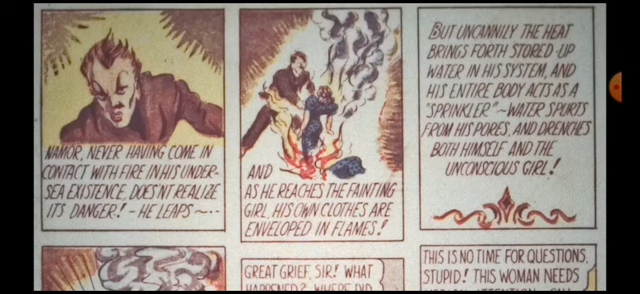 NAMOR, NEVER HAVING COME IN
CONTACT WITH FIRE IN HIS UNDER-
SEA EXISTENCE, DOESN'T REALIZE
ITS DANGER! - HE LEAPS ~--
AND
AS HE REACHES THE FAINTING
GIRL, HIS OWN CLOTHES ARE
ENVELOPED IN FLAMES!
BUT UNCANNILY THE HEAT
BRINGS FORTH STORED-UP
WATER IN HIS SYSTEM, AND
HIS ENTIRE BODY ACTS AS A
"SPRINKLER" ~ WATER SPURTS
FROM HIS PORES, AND DRENCHES
BOTH HIMSELF AND THE
UNCONSCIOUS GIRL!
GREAT GRIEF, SIR! WHAT
HAPPENED? WHERE DID
THIS IS NO TIME FOR QUESTIONS,
STUPID! THIS WOMAN NEEDS